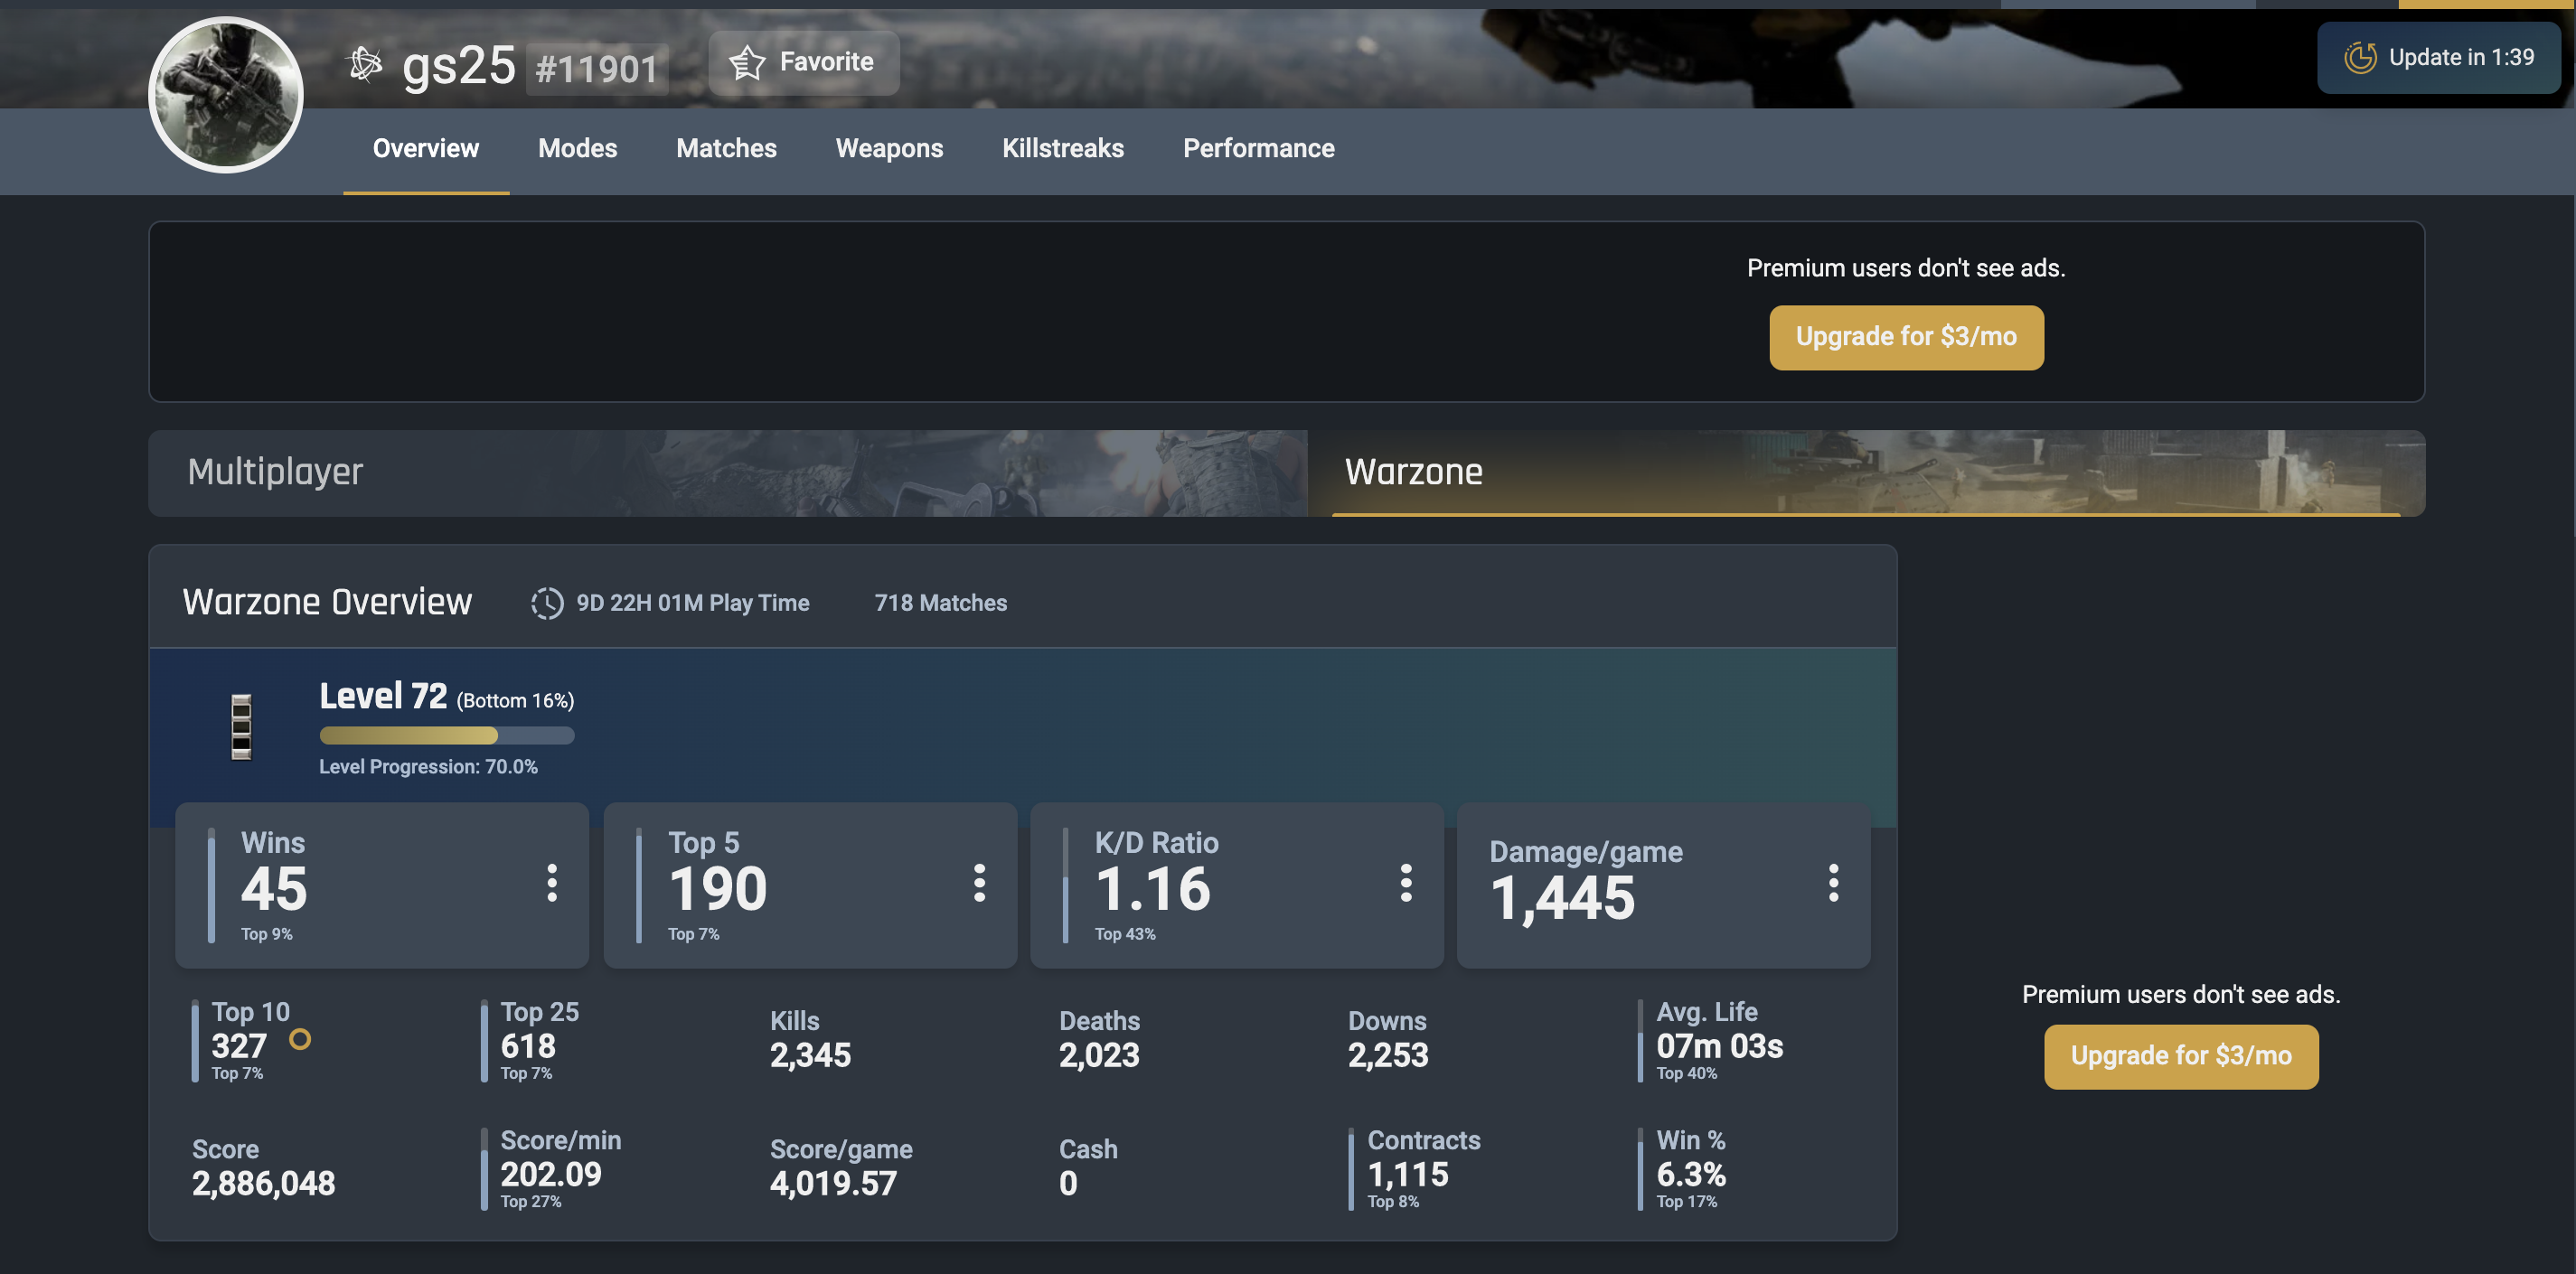 gs25 #11901
Favorite
Update in 1:39
Overview Modes Matches Weapons Killstreaks Performance
Premium users don't see ads.
Upgrade for $3/mo
Multiplayer
Warzone
Warzone Overview 9D 22H 01M Play Time 718 Matches
Level 72 (Bottom 16%)
Level Progression: 70.0%
Wins
45
Top 9%
Top 5
190
Top 7%
K/D Ratio
1.16
Top 43%
Damage/game
1,445
Top 10
327
Top 7%
Top 25
618
Top 7%
Kills
2,345
Deaths
2,023
Downs
2,253
Avg. Life
07m 03s
Top 40%
Score
2,886,048
Score/min
202.09
Top 27%
Score/game
4,019.57
Cash
0
Contracts
1,115
Top 8%
Win %
6.3%
Top 17%
Premium users don't see ads.
Upgrade for $3/mo